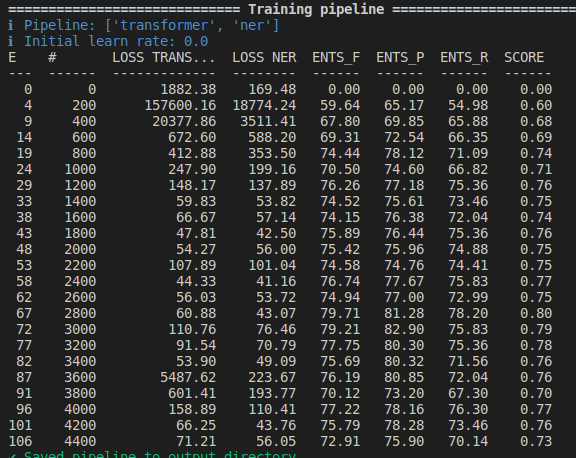 ============================= Training pipeline =============================
ℹ Pipeline: ['transformer', 'ner']
ℹ Initial learn rate: 0.0
E    #       LOSS TRANS...  LOSS NER  ENTS_F  ENTS_P  ENTS_R  SCORE
---  ------  -------------  --------  ------  ------  ------  ------
  0       0        1882.38    169.48    0.00    0.00    0.00    0.00
  4     200      157600.16  18774.24   59.64   65.17   54.98    0.60
  9     400       20377.86   3511.41   67.80   69.85   65.88    0.68
 14     600         672.60    588.20   69.31   72.54   66.35    0.69
 19     800         412.88    353.50   74.44   78.12   71.09    0.74
 24    1000         247.90    199.16   70.50   74.60   66.82    0.71
 29    1200         148.17    137.89   76.26   77.18   75.36    0.76
 33    1400          59.83     53.82   74.52   75.61   73.46    0.75
 38    1600          66.67     57.14   74.15   76.38   72.04    0.74
 43    1800          47.81     42.50   75.89   76.44   75.36    0.76
 48    2000          54.27     56.00   75.42   75.96   74.88    0.75
 53    2200         107.89    101.04   74.58   74.76   74.41    0.75
 58    2400          44.33     41.16   76.74   77.67   75.83    0.77
 62    2600          56.03     53.72   74.94   77.00   72.99    0.75
 67    2800          60.88     43.07   79.71   81.28   78.20    0.80
 72    3000         110.76     76.46   79.21   82.90   75.83    0.79
 77    3200          91.54     70.79   77.75   80.30   75.36    0.78
 82    3400          53.90     49.09   75.69   80.32   71.56    0.76
 87    3600        5487.62    223.67   76.19   80.85   72.04    0.76
 91    3800         601.41    193.77   70.12   73.20   67.30    0.70
 96    4000         158.89    110.41   77.22   78.16   76.30    0.77
101    4200          66.25     43.76   75.79   78.28   73.46    0.76
106    4400          71.21     56.05   72.91   75.90   70.14    0.73
✔ Saved pipeline to output directory